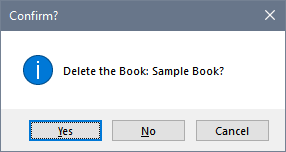 Confirm?
Delete the Book: Sample Book?
Yes
No
Cancel